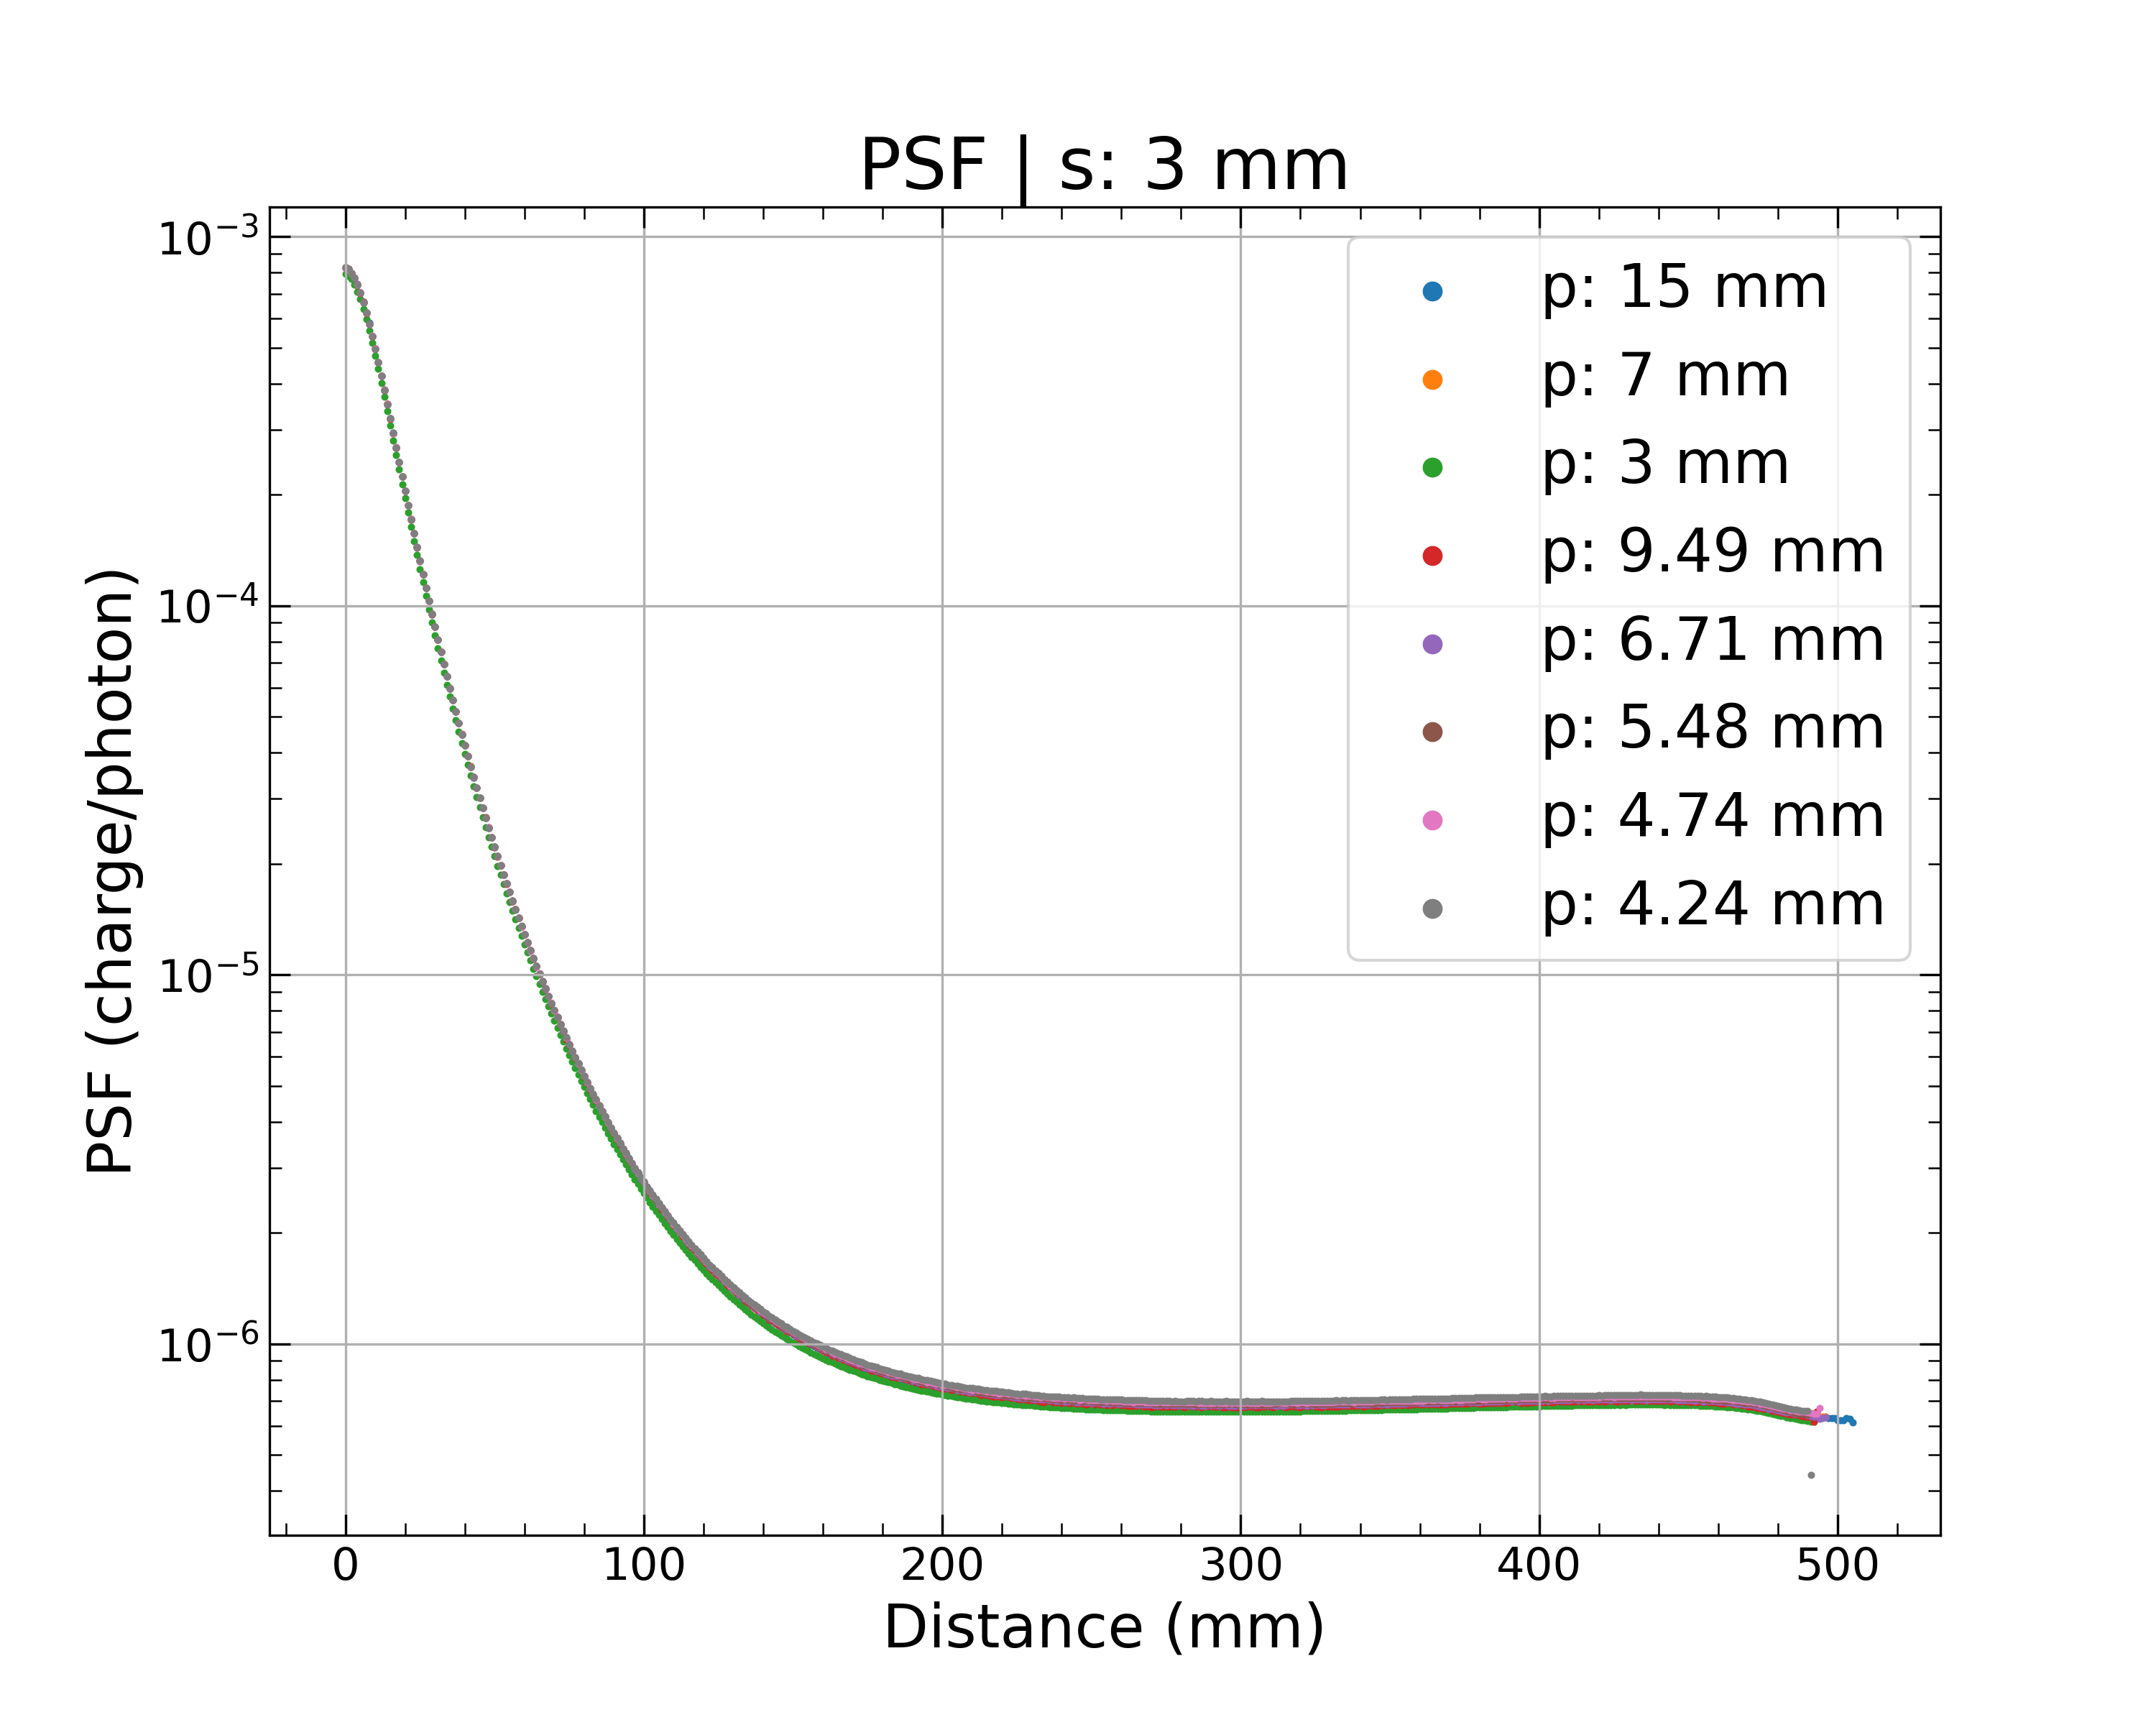 PSF | s: 3 mm
10⁻³
10⁻⁴
10⁻⁵
10⁻⁶
PSF (charge/photon)
p: 15 mm
p: 7 mm
p: 3 mm
p: 9.49 mm
p: 6.71 mm
p: 5.48 mm
p: 4.74 mm
p: 4.24 mm
0 100 200 300 400 500
Distance (mm)